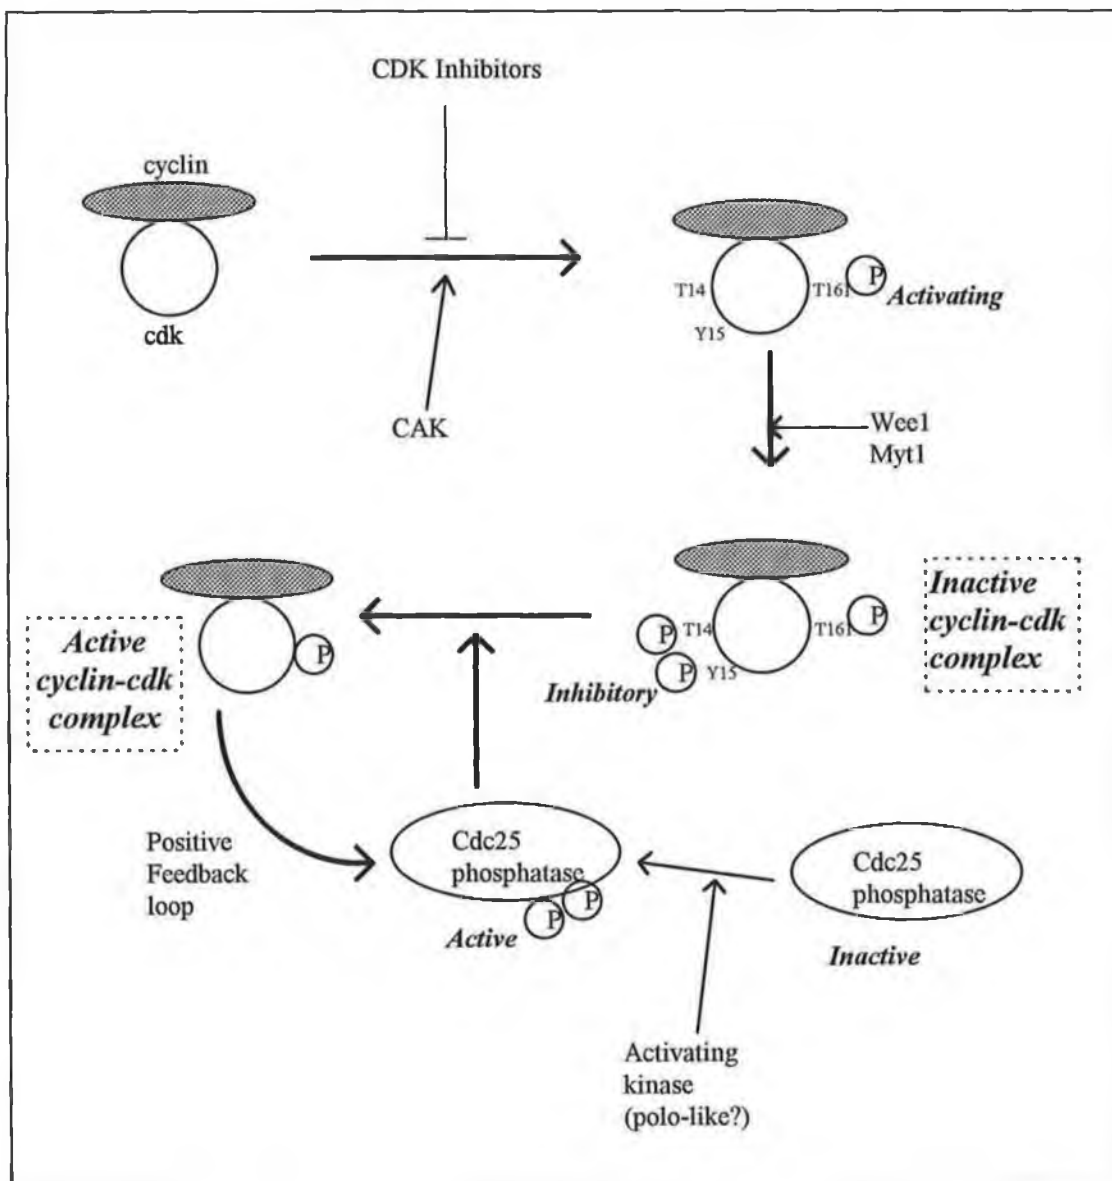 CDK Inhibitors
cyclin
cdk
CAK
T14
Y15
T161
P
Activating
Wee1
Myt1
Active
cyclin-cdk
complex
P
P
P
T14
Y15
T161
P
Inhibitory
Inactive
cyclin-cdk
complex
Positive
Feedback
loop
Cdc25
phosphatase
P
P
Active
Cdc25
phosphatase
Inactive
Activating
kinase
(polo-like?)